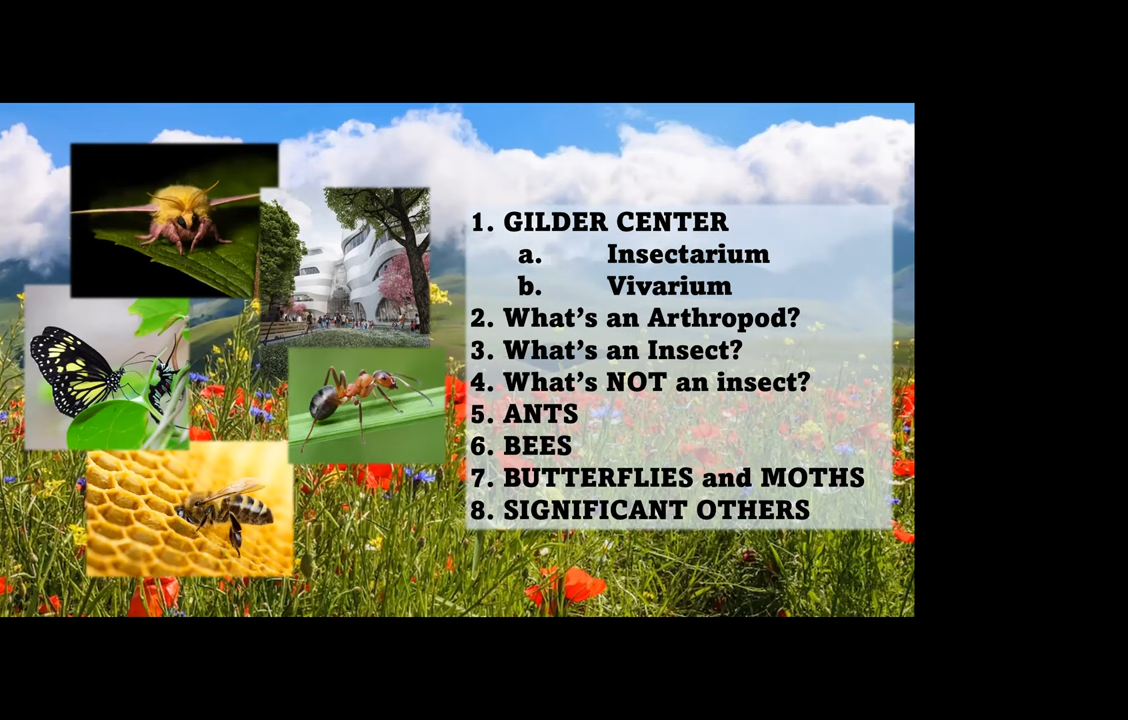 1. GILDER CENTER
a. Insectarium
b. Vivarium
2. What's an Arthropod?
3. What's an Insect?
4. What's NOT an insect?
5. ANTS
6. BEES
7. BUTTERFLIES and MOTHS
8. SIGNIFICANT OTHERS